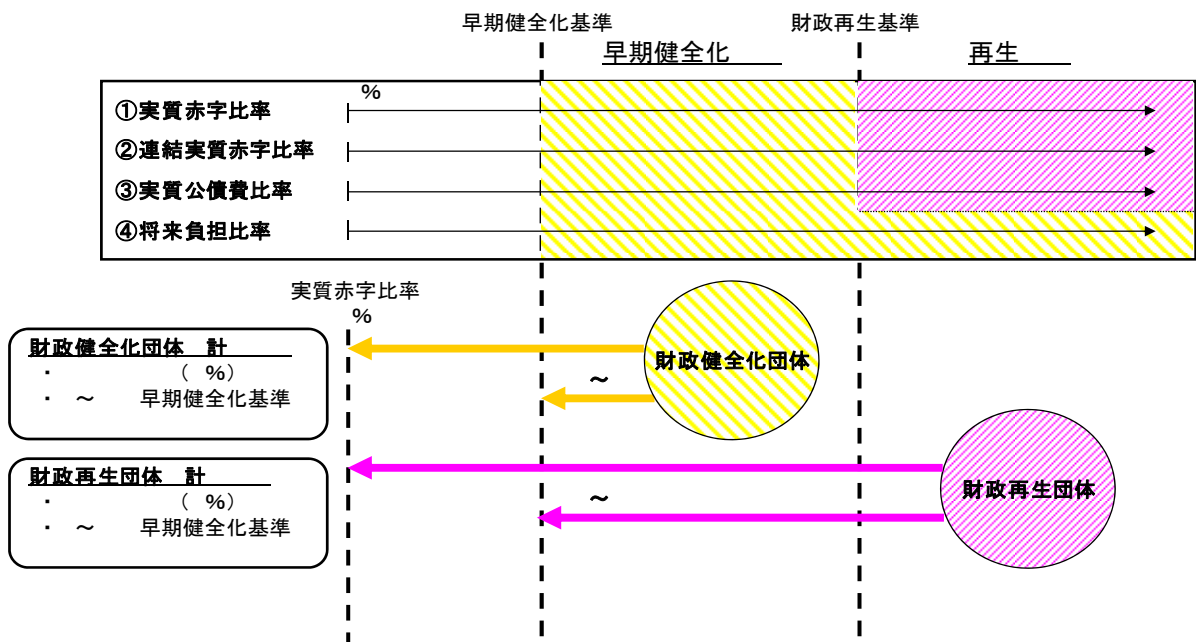 早期健全化基準
財政再生基準
早期健全化
再生
%
①実質赤字比率
②連結実質赤字比率
③実質公債費比率
④将来負担比率
実質赤字比率
%
財政健全化団体 計
・ ( %)
・ ～ 早期健全化基準
財政健全化団体
～
財政再生団体 計
・ ( %)
・ ～ 早期健全化基準
～
財政再生団体